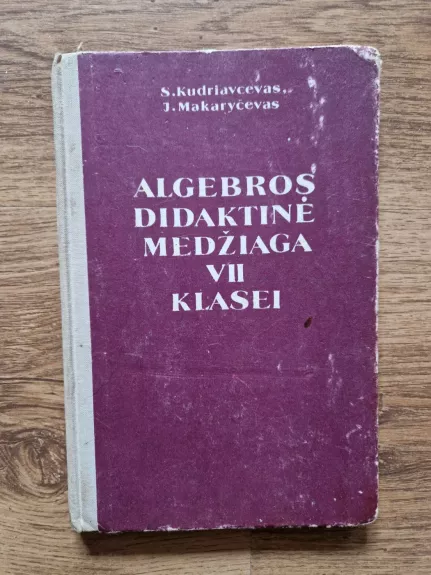 S. Kudriavcevas,
J. Makaryčevas
ALGEBROS
DIDAKTINĖ
MEDŽIAGA
VII
KLASEI